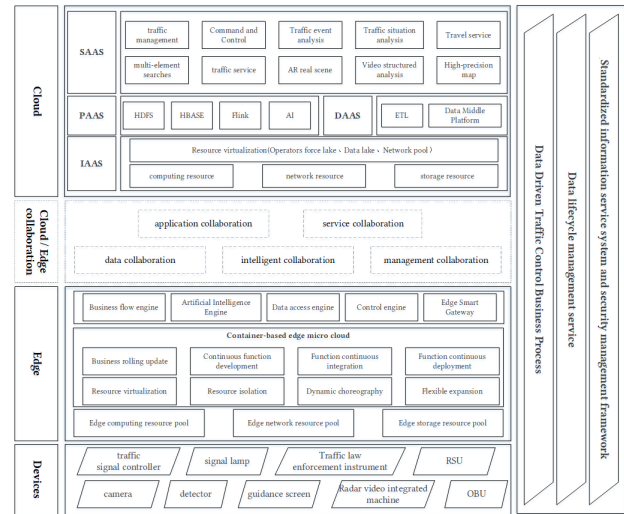 Cloud
SAAS
traffic
management
Command and
Control
Traffic event
analysis
Traffic situation
analysis
Travel service
multi-element
searches
traffic service
AR real scene
Video structured
analysis
High-precision
map
PAAS
HDFS
HBASE
Flink
AI
DAAS
ETL
Data Middle
Platform
IAAS
Resource virtualization(Operators force lake、Data lake、Network pool）
computing resource
network resource
storage resource
Cloud / Edge
collaboration
application collaboration
service collaboration
data collaboration
intelligent collaboration
management collaboration
Edge
Business flow engine
Artificial Intelligence
Engine
Data access engine
Control engine
Edge Smart
Gateway
Container-based edge micro cloud
Business rolling update
Continuous function
development
Function continuous
integration
Function continuous
deployment
Resource virtualization
Resource isolation
Dynamic choreography
Flexible expansion
Edge computing resource pool
Edge network resource pool
Edge storage resource pool
Devices
traffic
signal controller
signal lamp
Traffic law
enforcement instrument
RSU
camera
detector
guidance screen
Radar video integrated
machine
OBU
Data Driven Traffic Control Business Process
Data lifecycle management service
Standardized information service system and security management framework